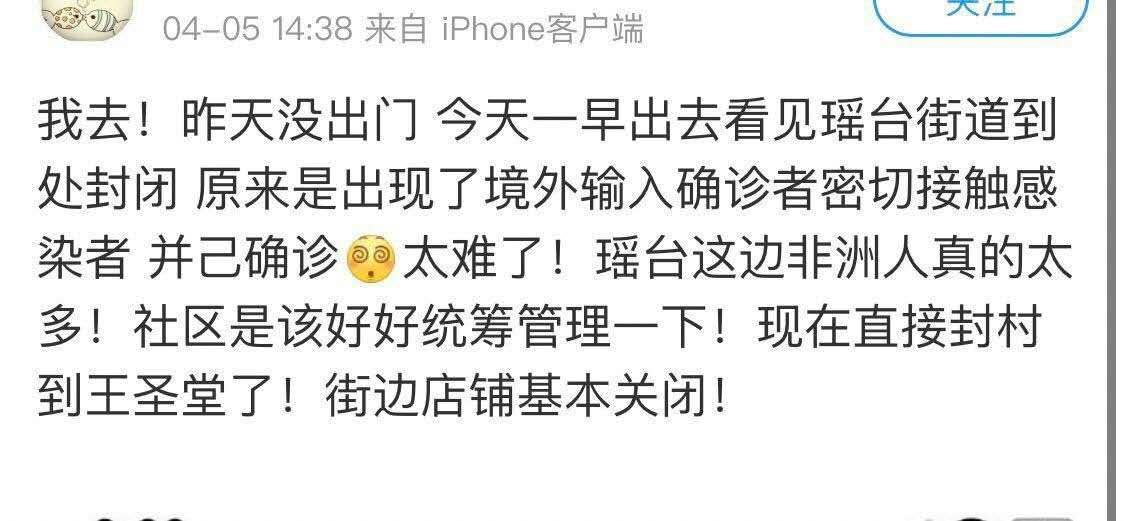 04-05 14:38 来自 iPhone客户端
关注
我去！昨天没出门 今天一早出去看见瑶台街道到
处封闭 原来是出现了境外输入确诊者密切接触感
染者 并己确诊😵太难了！瑶台这边非洲人真的太
多！社区是该好好统筹管理一下！现在直接封村
到王圣堂了！街边店铺基本关闭！